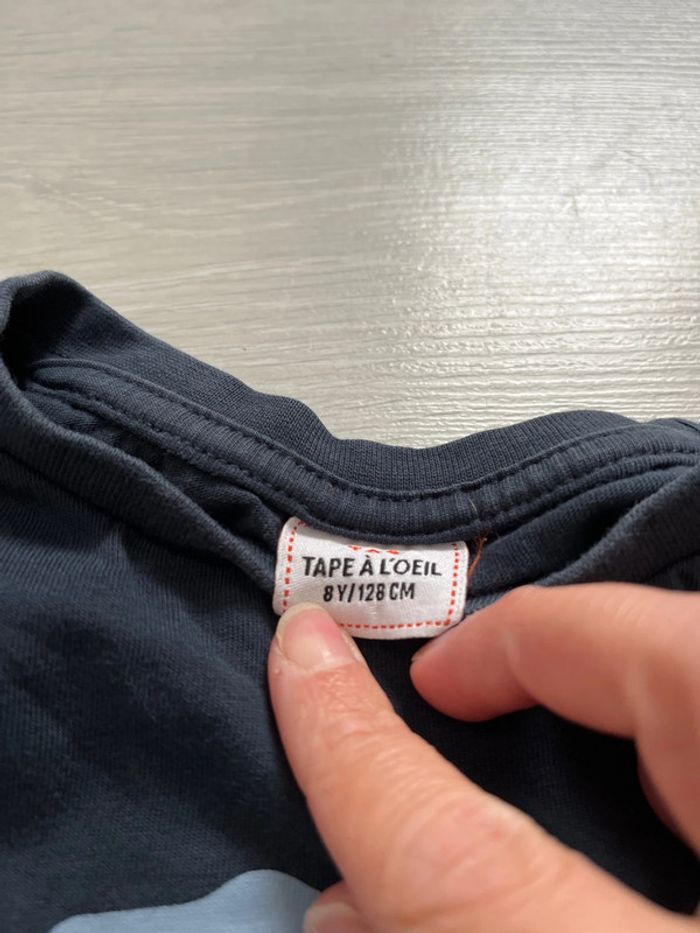 TAPE À L'OEIL
8Y/128 CM